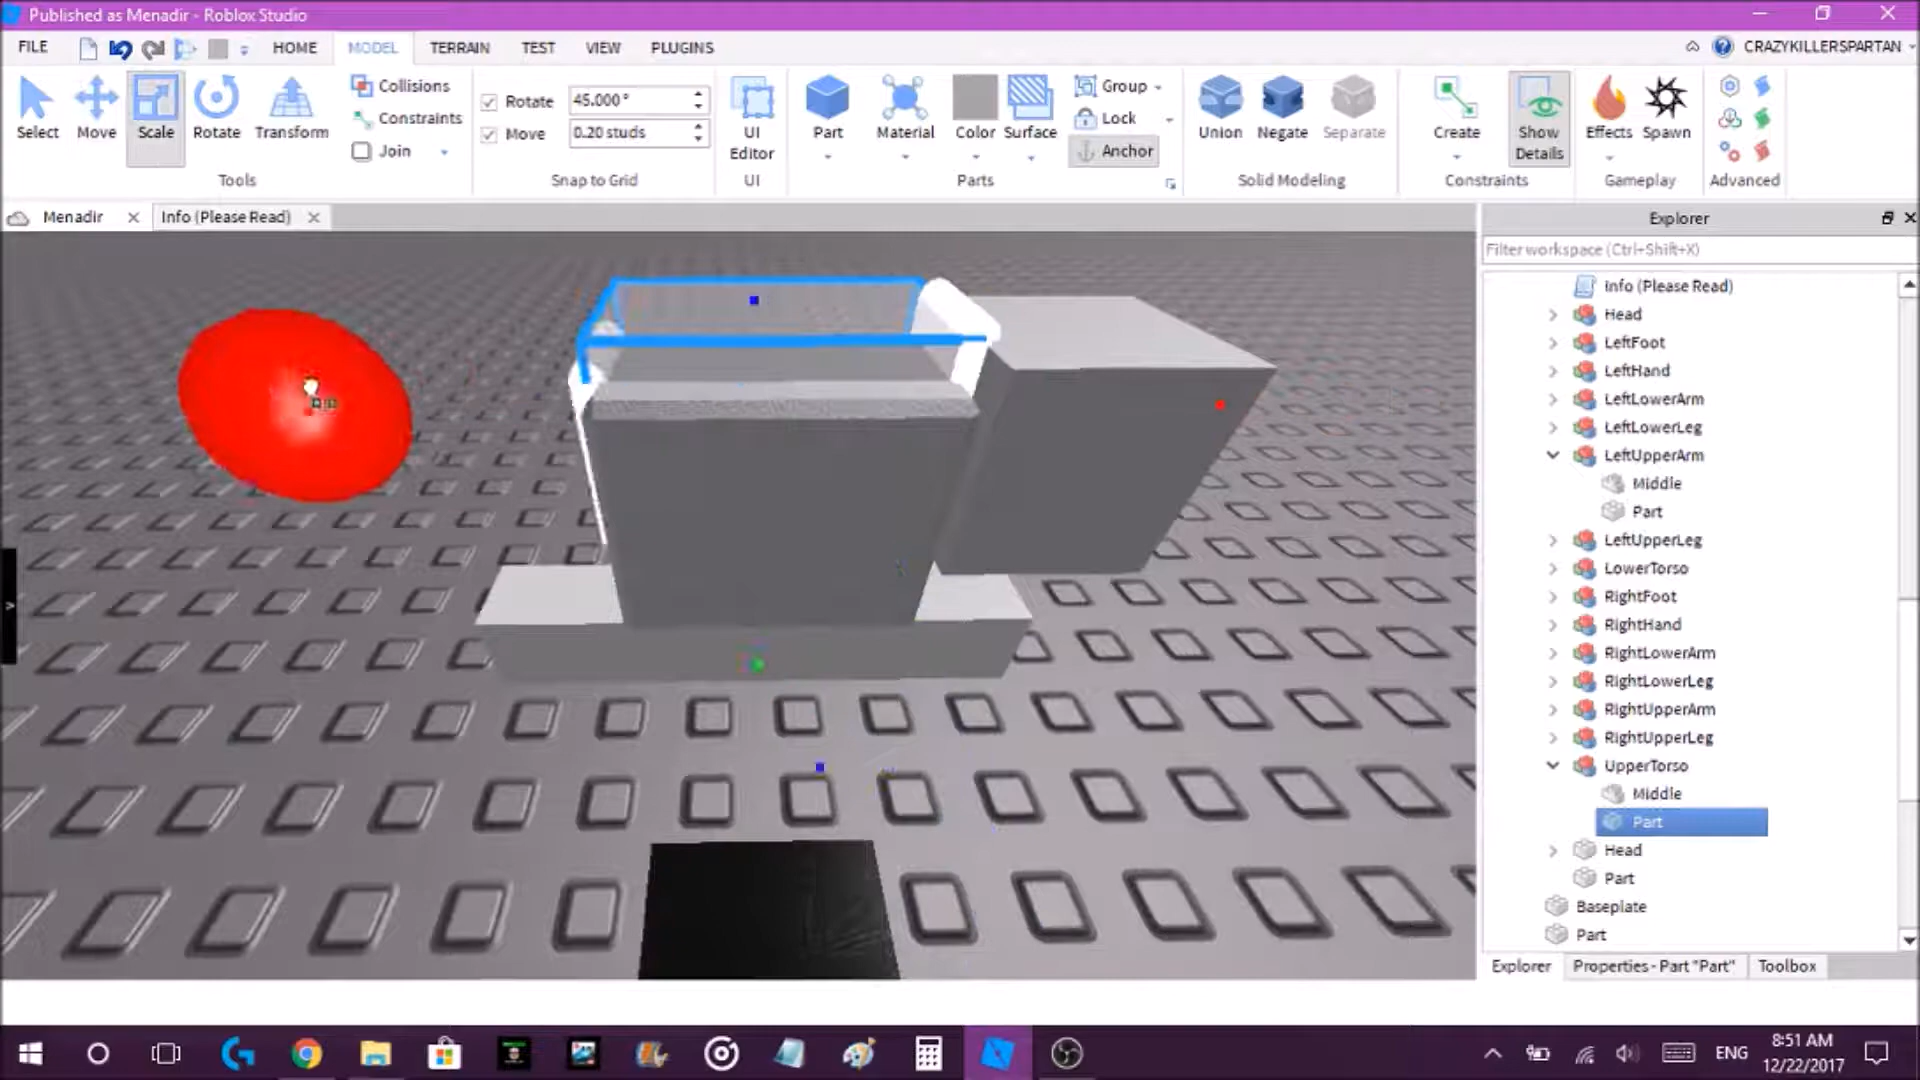 Published as Menadir - Roblox Studio
FILE HOME MODEL TERRAIN TEST VIEW PLUGINS CRAZYKILLERSPARTAN
Select Move Scale Rotate Transform
Collisions
Constraints
Join
Tools
Rotate 45.000°
Move 0.20 studs
Snap to Grid
UI Editor
UI
Part Material Color Surface
Group
Lock
Anchor
Parts
Union Negate Separate
Solid Modeling
Create Show Details
Constraints
Effects Spawn
Gameplay
Advanced
Menadir Info (Please Read)
Explorer
Filter workspace (Ctrl+Shift+X)
Info (Please Read)
Head
LeftFoot
LeftHand
LeftLowerArm
LeftLowerLeg
LeftUpperArm
Middle
Part
LeftUpperLeg
LowerTorso
RightFoot
RightHand
RightLowerArm
RightLowerLeg
RightUpperArm
RightUpperLeg
UpperTorso
Middle
Part
Head
Part
Baseplate
Part
Explorer Properties - Part "Part" Toolbox
ENG
8:51 AM
12/22/2017